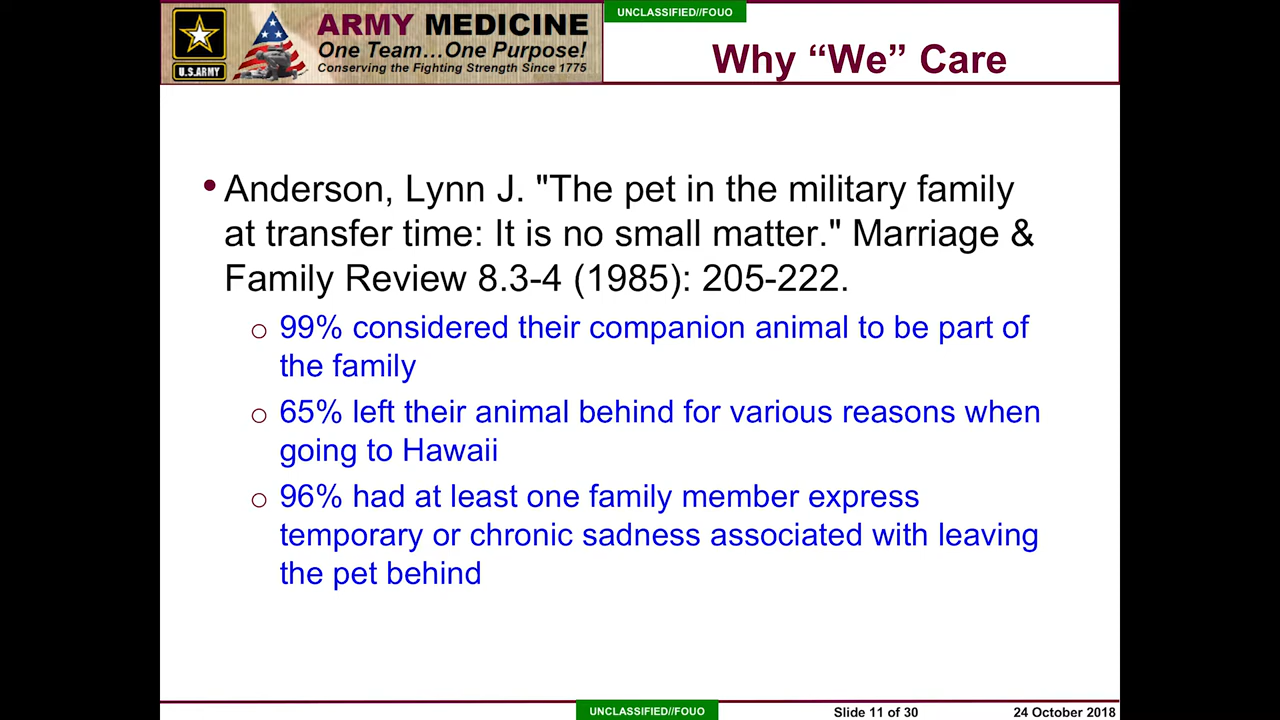 UNCLASSIFIED//FOUO
ARMY MEDICINE
One Team…One Purpose!
Conserving the Fighting Strength Since 1775
U.S.ARMY
Why “We” Care
• Anderson, Lynn J. "The pet in the military family
at transfer time: It is no small matter." Marriage &
Family Review 8.3-4 (1985): 205-222.
o 99% considered their companion animal to be part of
the family
o 65% left their animal behind for various reasons when
going to Hawaii
o 96% had at least one family member express
temporary or chronic sadness associated with leaving
the pet behind
UNCLASSIFIED//FOUO
Slide 11 of 30
24 October 2018